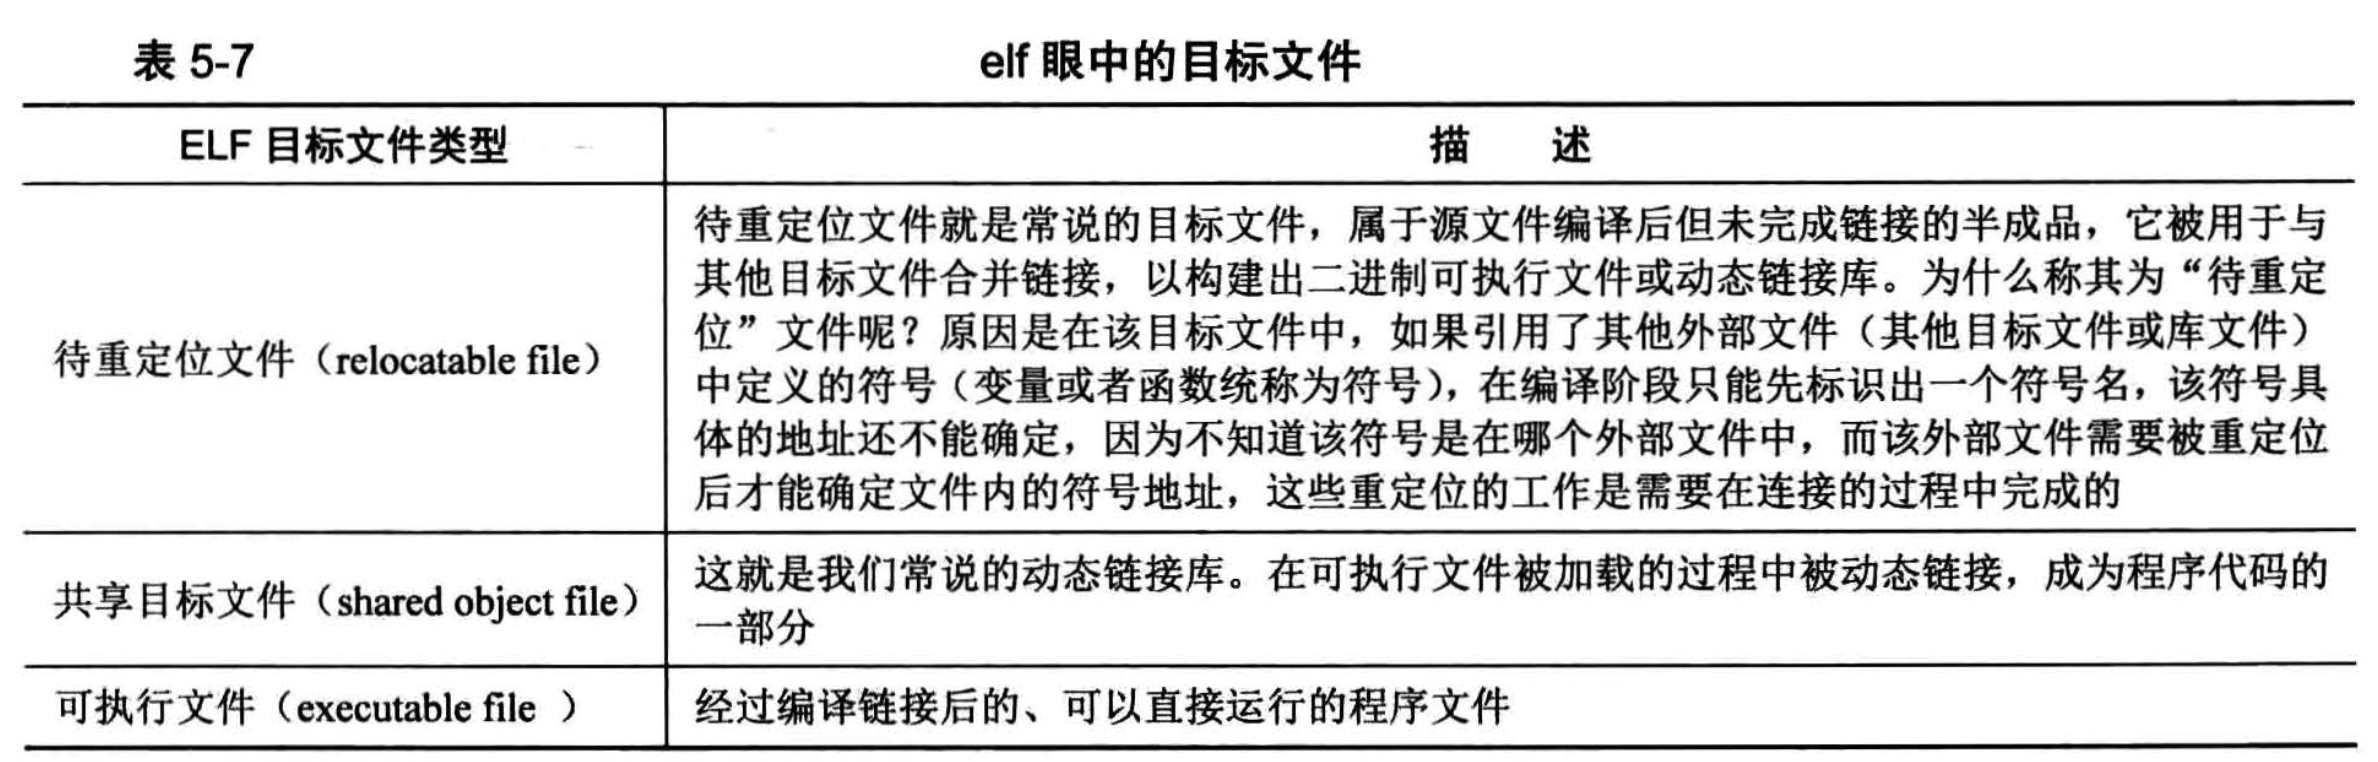 表 5-7
elf 眼中的目标文件
ELF 目标文件类型
描 述
待重定位文件（relocatable file）
待重定位文件就是常说的目标文件，属于源文件编译后但未完成链接的半成品，它被用于与
其他目标文件合并链接，以构建出二进制可执行文件或动态链接库。为什么称其为“待重定
位”文件呢？原因是在该目标文件中，如果引用了其他外部文件（其他目标文件或库文件）
中定义的符号（变量或者函数统称为符号），在编译阶段只能先标识出一个符号名，该符号具
体的地址还不能确定，因为不知道该符号是在哪个外部文件中，而该外部文件需要被重定位
后才能确定文件内的符号地址，这些重定位的工作是需要在连接的过程中完成的
共享目标文件（shared object file）
这就是我们常说的动态链接库。在可执行文件被加载的过程中被动态链接，成为程序代码的
一部分
可执行文件（executable file ）
经过编译链接后的、可以直接运行的程序文件